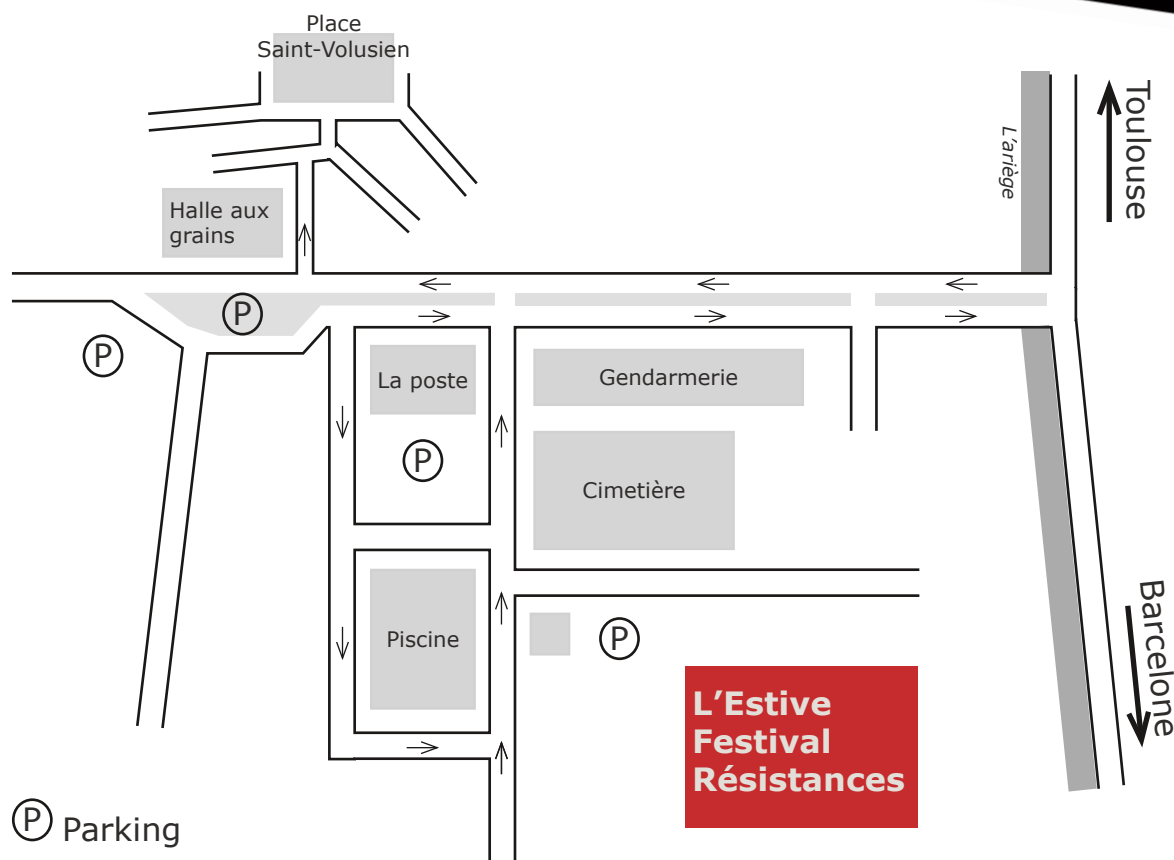 Place
Saint-Volusien
Toulouse
L'ariège
Halle aux
grains
P
P
La poste
Gendarmerie
P
Cimetière
Barcelone
Piscine
P
L’Estive
Festival
Résistances
P Parking